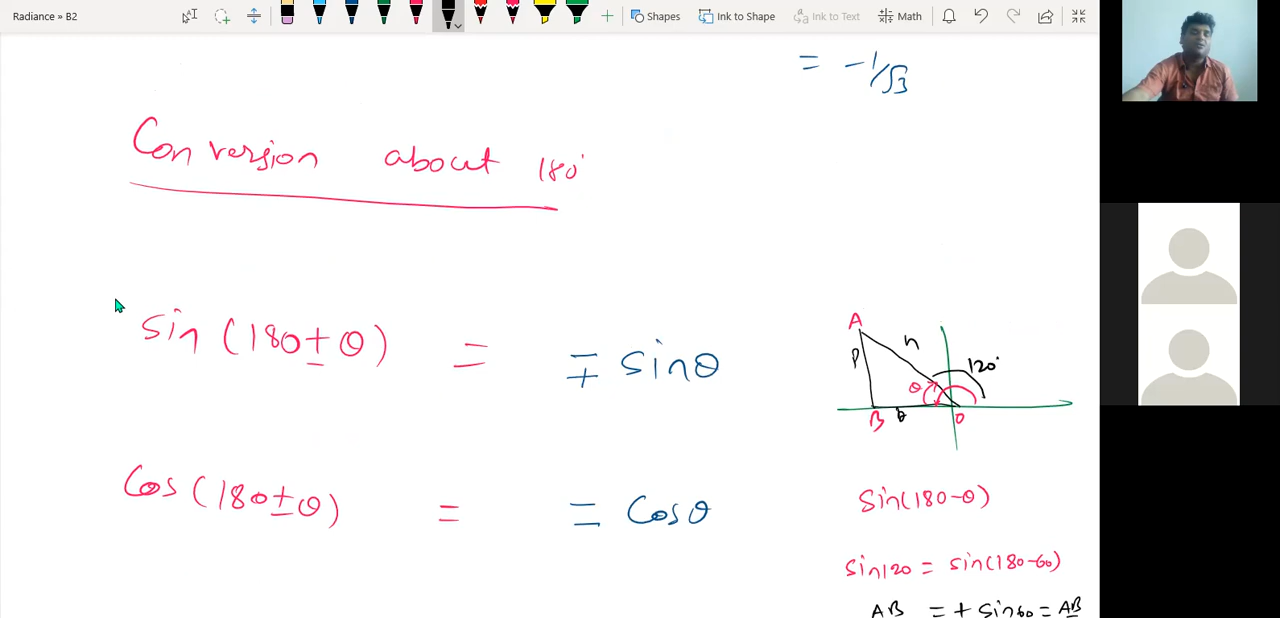 Radiance » B2
Shapes
Ink to Shape
Ink to Text
Math
= -1/√3
Conversion about 180°
sin (180 ± θ) = ∓ sinθ
Cos (180 ± θ) = = Cosθ
A
h
P
120°
θ
B
θ
O
Sin(180-θ)
sin120 = sin(180-60)
AB = + sin60 = AB